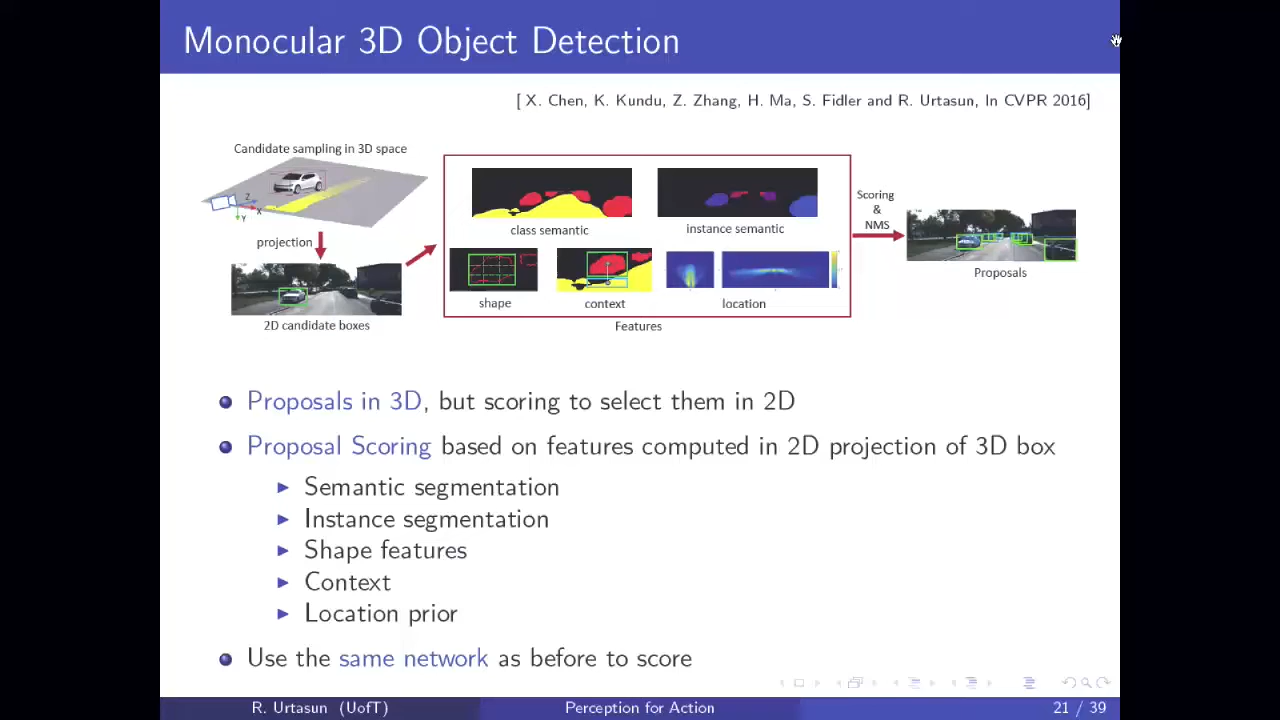 Monocular 3D Object Detection
[ X. Chen, K. Kundu, Z. Zhang, H. Ma, S. Fidler and R. Urtasun, In CVPR 2016]
Candidate sampling in 3D space
Z
X
Y
projection
2D candidate boxes
class semantic
instance semantic
shape
context
location
Features
Scoring
&
NMS
Proposals
Proposals in 3D, but scoring to select them in 2D
Proposal Scoring based on features computed in 2D projection of 3D box
Semantic segmentation
Instance segmentation
Shape features
Context
Location prior
Use the same network as before to score
R. Urtasun (UofT)
Perception for Action
21 / 39